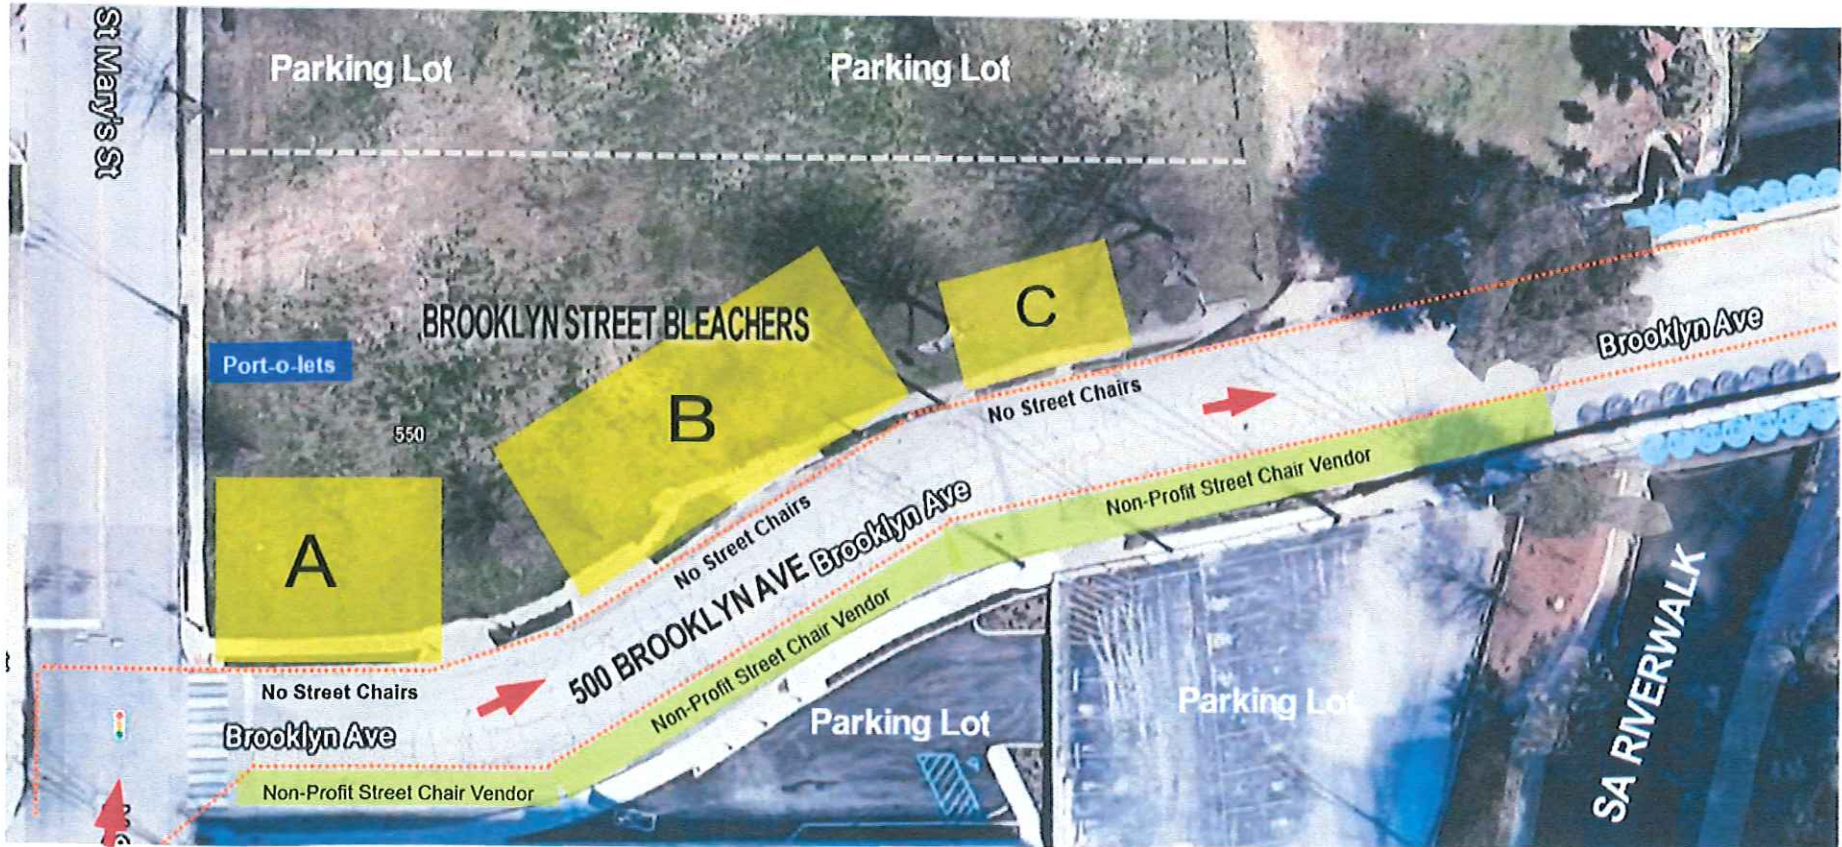 St Mary's St
Parking Lot
Parking Lot
BROOKLYN STREET BLEACHERS
Port-o-lets
550
A
B
C
No Street Chairs
No Street Chairs
No Street Chairs
Brooklyn Ave
Brooklyn Ave
500 BROOKLYN AVE
Brooklyn Ave
Non-Profit Street Chair Vendor
Non-Profit Street Chair Vendor
Non-Profit Street Chair Vendor
Parking Lot
Parking Lot
SA RIVERWALK